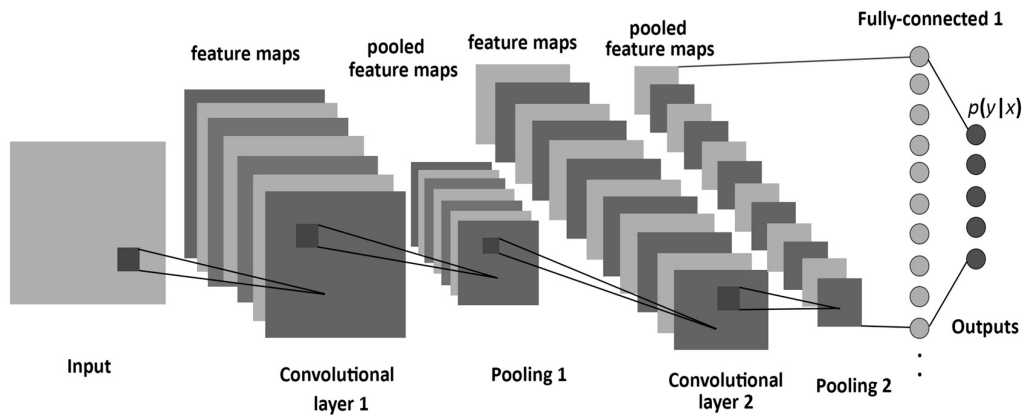 Fully-connected 1
feature maps
pooled
feature maps
feature maps
pooled
feature maps
p(y|x)
Input
Convolutional
layer 1
Pooling 1
Convolutional
layer 2
Pooling 2
Outputs